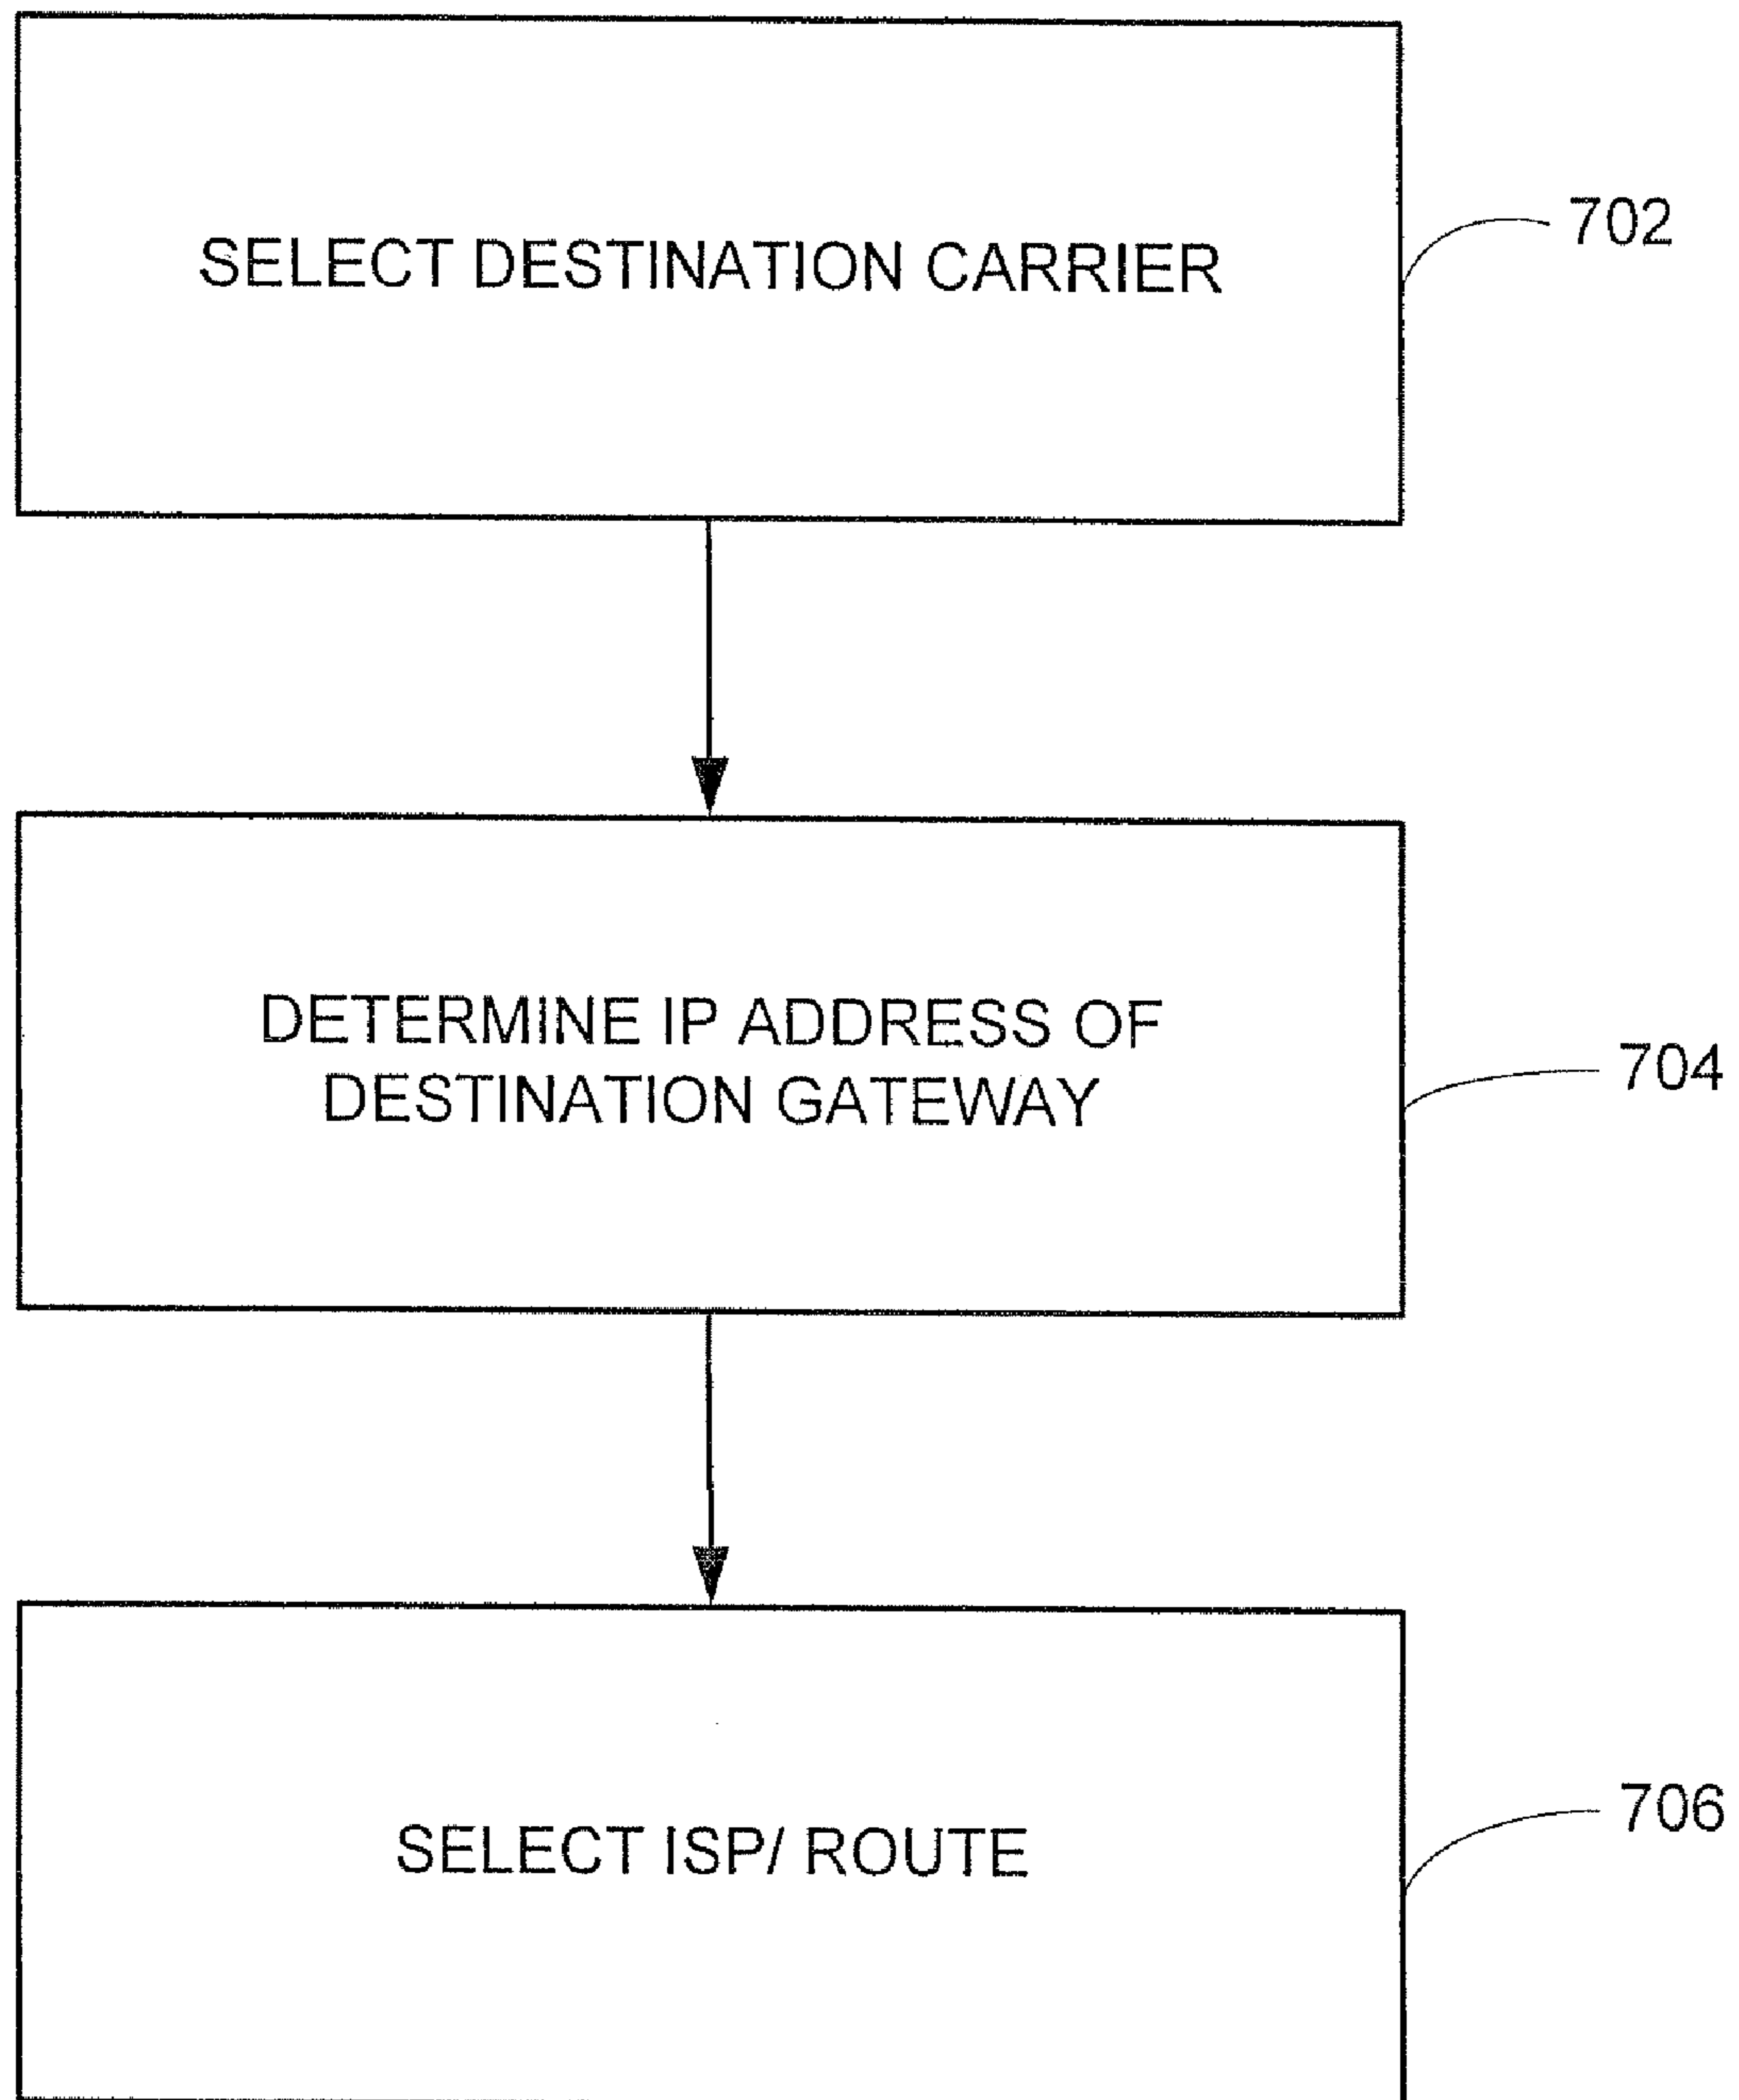 SELECT DESTINATION CARRIER
702
DETERMINE IP ADDRESS OF
DESTINATION GATEWAY
704
SELECT ISP/ ROUTE
706